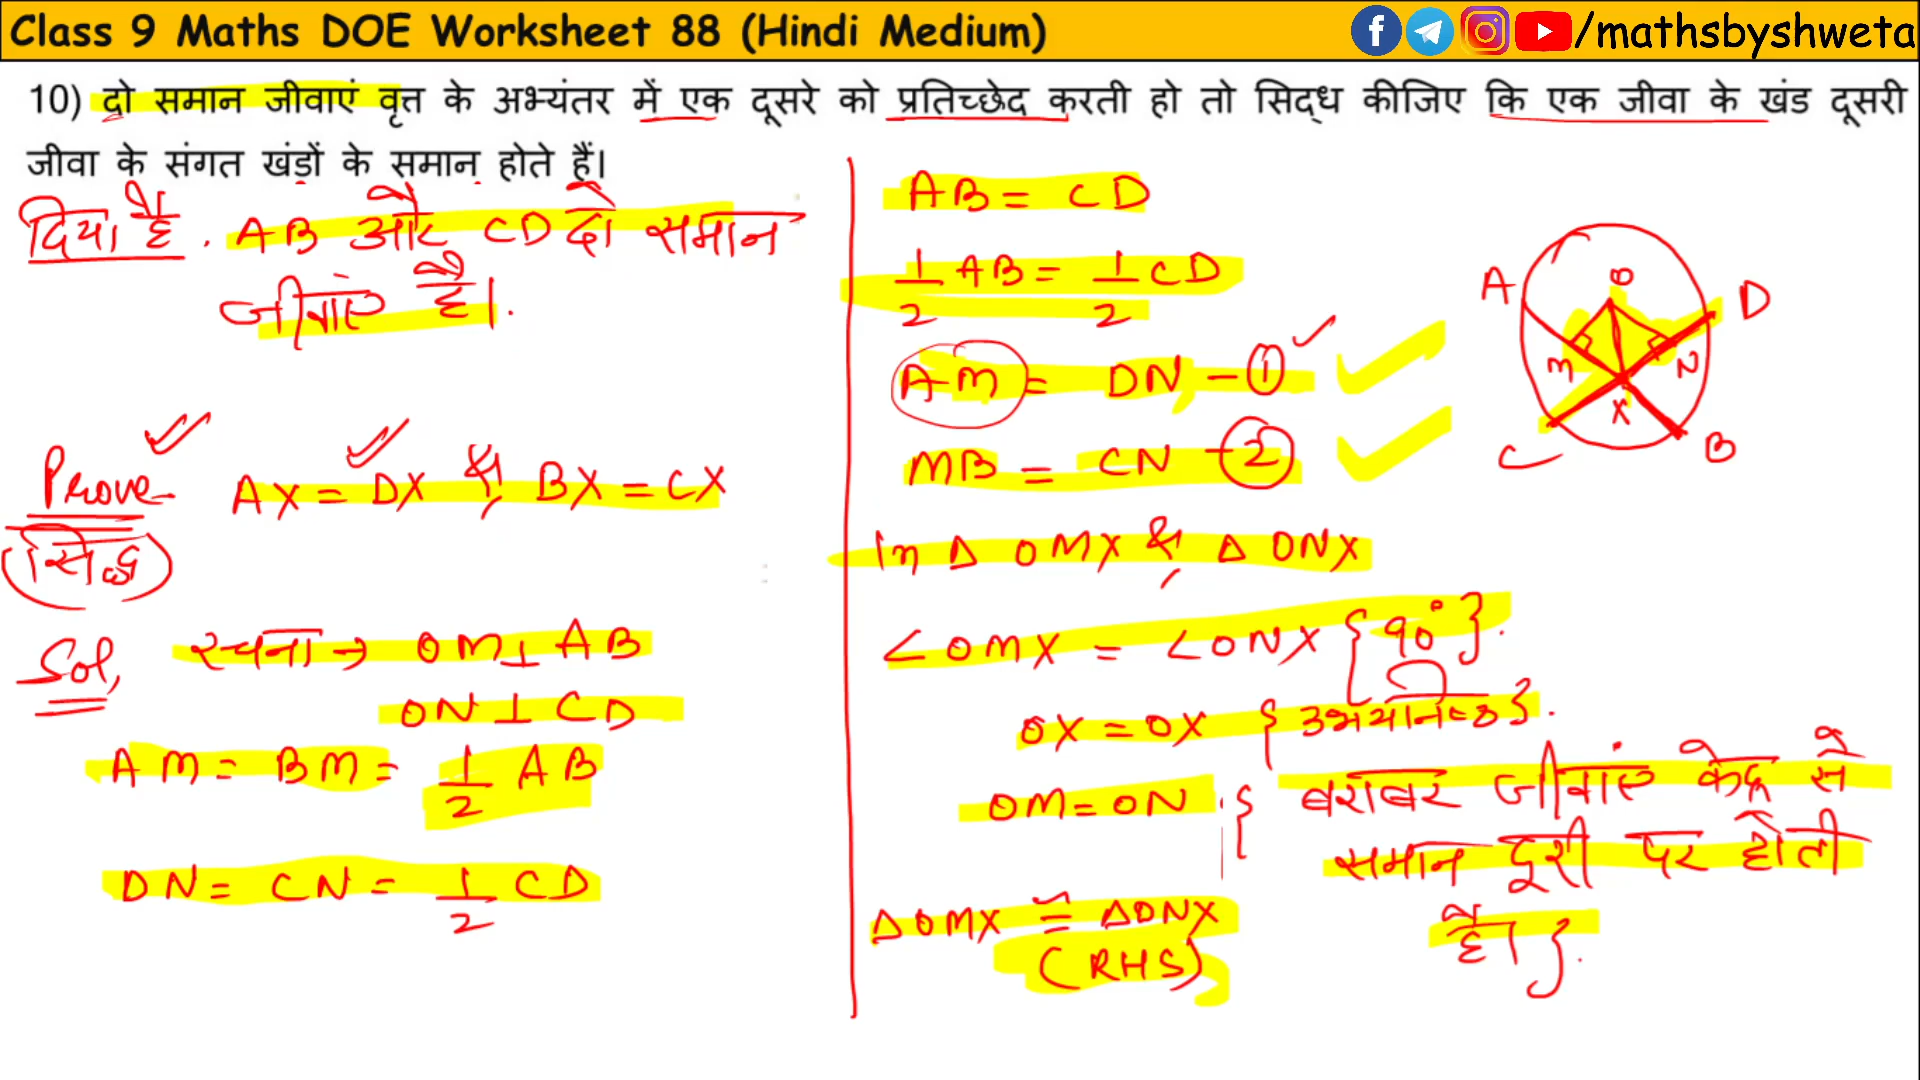 Class 9 Maths DOE Worksheet 88 (Hindi Medium)
/mathsbyshweta
10) दो समान जीवाएं वृत्त के अभ्यंतर में एक दूसरे को प्रतिच्छेद करती हो तो सिद्ध कीजिए कि एक जीवा के खंड दूसरी
जीवा के संगत खंडों के समान होते हैं।
दिया है. AB और CD दो समान
जीवाएं है।.
Prove AX = DX & BX = CX
(सिद्ध)
Sol, रचना → OM ⊥ AB
ON ⊥ CD
AM = BM = 1/2 AB
DN = CN = 1/2 CD
AB = CD
1/2 AB = 1/2 CD
AM = DN, - ①
MB = CN - ②
In Δ OMX & Δ ONX
∠OMX = ∠ONX {90°}.
OX = OX {उभयनिष्ठ}.
OM = ON { बराबर जीवाएं केंद्र से
समान दूरी पर होती
है। }.
ΔOMX ≅ ΔONX
(RHS)
A
O
D
M
N
X
C
B